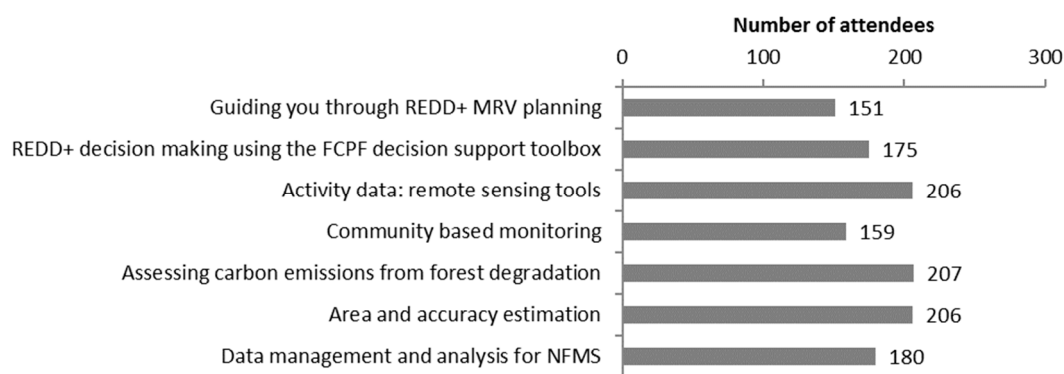 Number of attendees
0 100 200 300
Guiding you through REDD+ MRV planning 151
REDD+ decision making using the FCPF decision support toolbox 175
Activity data: remote sensing tools 206
Community based monitoring 159
Assessing carbon emissions from forest degradation 207
Area and accuracy estimation 206
Data management and analysis for NFMS 180